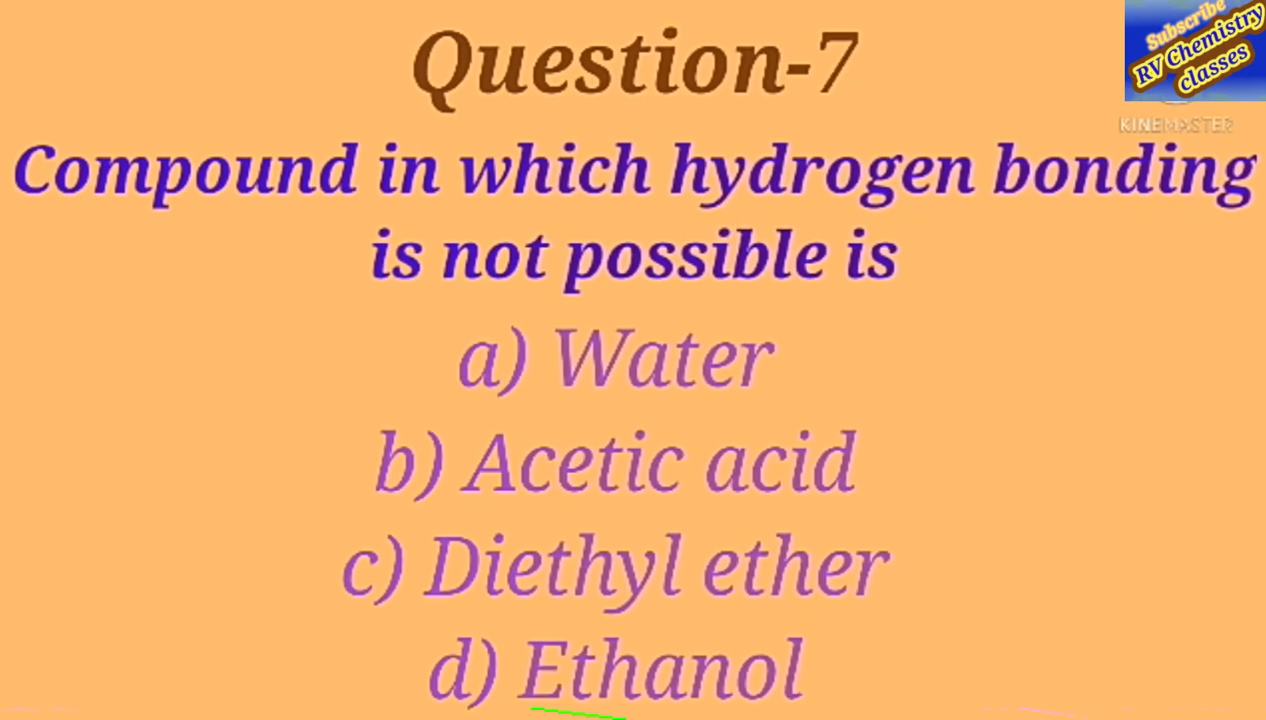 Question-7
Subscribe
RV Chemistry
classes
KINEMASTER
Compound in which hydrogen bonding
is not possible is
a) Water
b) Acetic acid
c) Diethyl ether
d) Ethanol